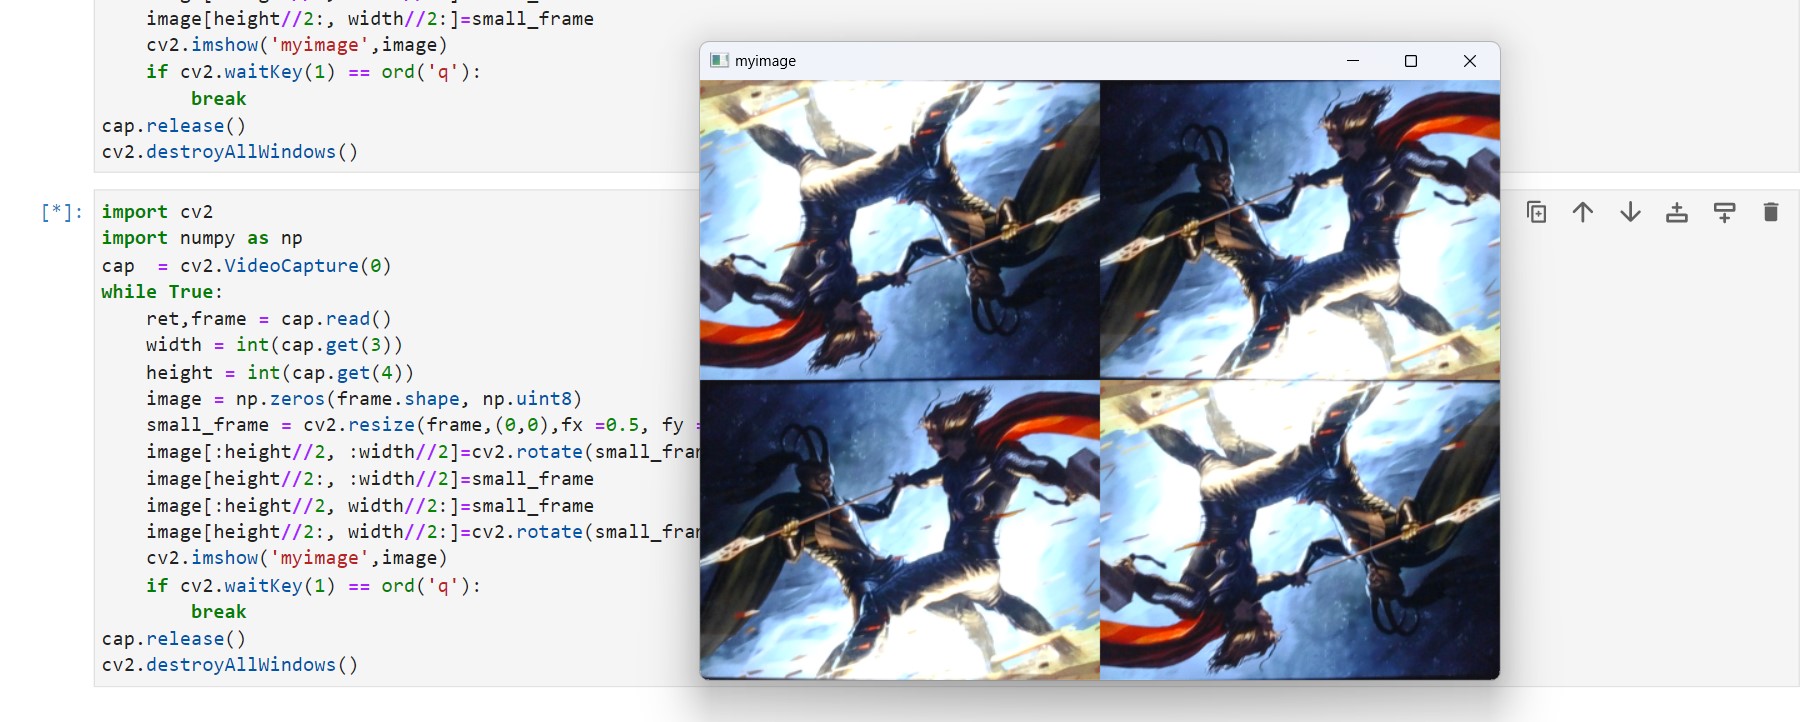 image[height//2:, width//2:]=small_frame
cv2.imshow('myimage',image)
if cv2.waitKey(1) == ord('q'):
break
cap.release()
cv2.destroyAllWindows()
myimage
[*]:
import cv2
import numpy as np
cap  = cv2.VideoCapture(0)
while True:
ret,frame = cap.read()
width = int(cap.get(3))
height = int(cap.get(4))
image = np.zeros(frame.shape, np.uint8)
small_frame = cv2.resize(frame,(0,0),fx =0.5, fy
image[:height//2, :width//2]=cv2.rotate(small_fra
image[height//2:, :width//2]=small_frame
image[:height//2, width//2:]=small_frame
image[height//2:, width//2:]=cv2.rotate(small_fra
cv2.imshow('myimage',image)
if cv2.waitKey(1) == ord('q'):
break
cap.release()
cv2.destroyAllWindows()